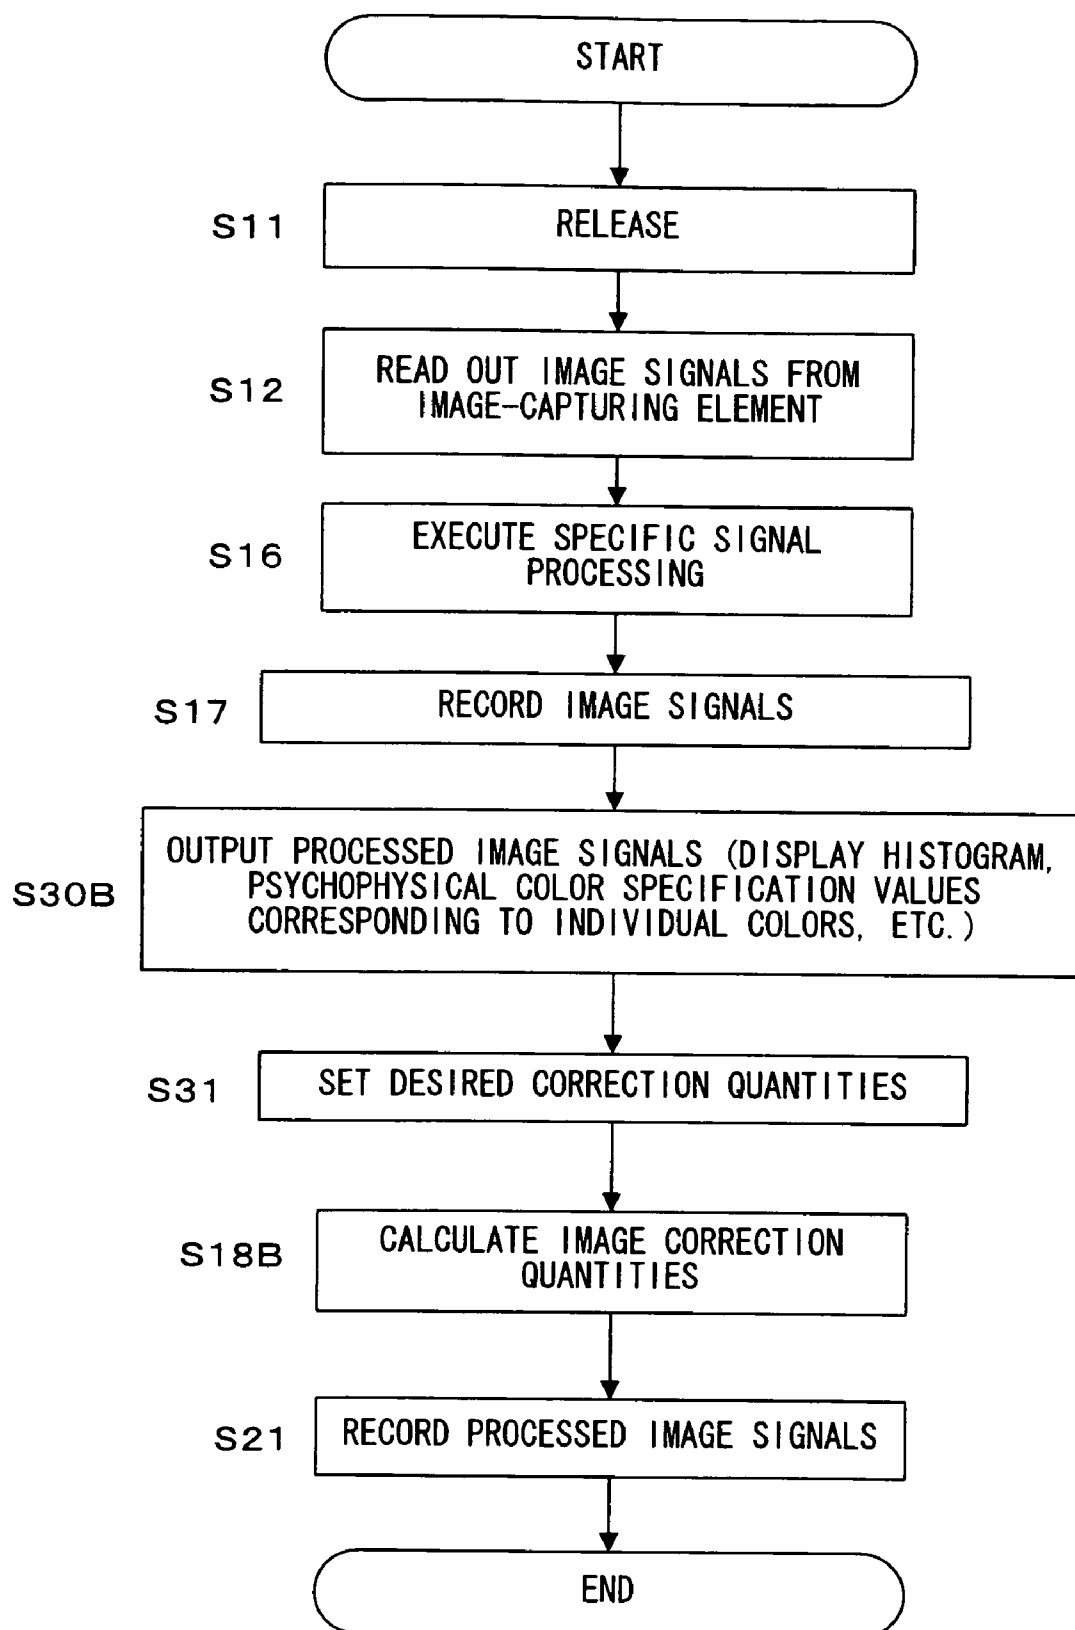 START
S11
RELEASE
S12
READ OUT IMAGE SIGNALS FROM
IMAGE-CAPTURING ELEMENT
S16
EXECUTE SPECIFIC SIGNAL
PROCESSING
S17
RECORD IMAGE SIGNALS
S30B
OUTPUT PROCESSED IMAGE SIGNALS (DISPLAY HISTOGRAM,
PSYCHOPHYSICAL COLOR SPECIFICATION VALUES
CORRESPONDING TO INDIVIDUAL COLORS, ETC.)
S31
SET DESIRED CORRECTION QUANTITIES
S18B
CALCULATE IMAGE CORRECTION
QUANTITIES
S21
RECORD PROCESSED IMAGE SIGNALS
END